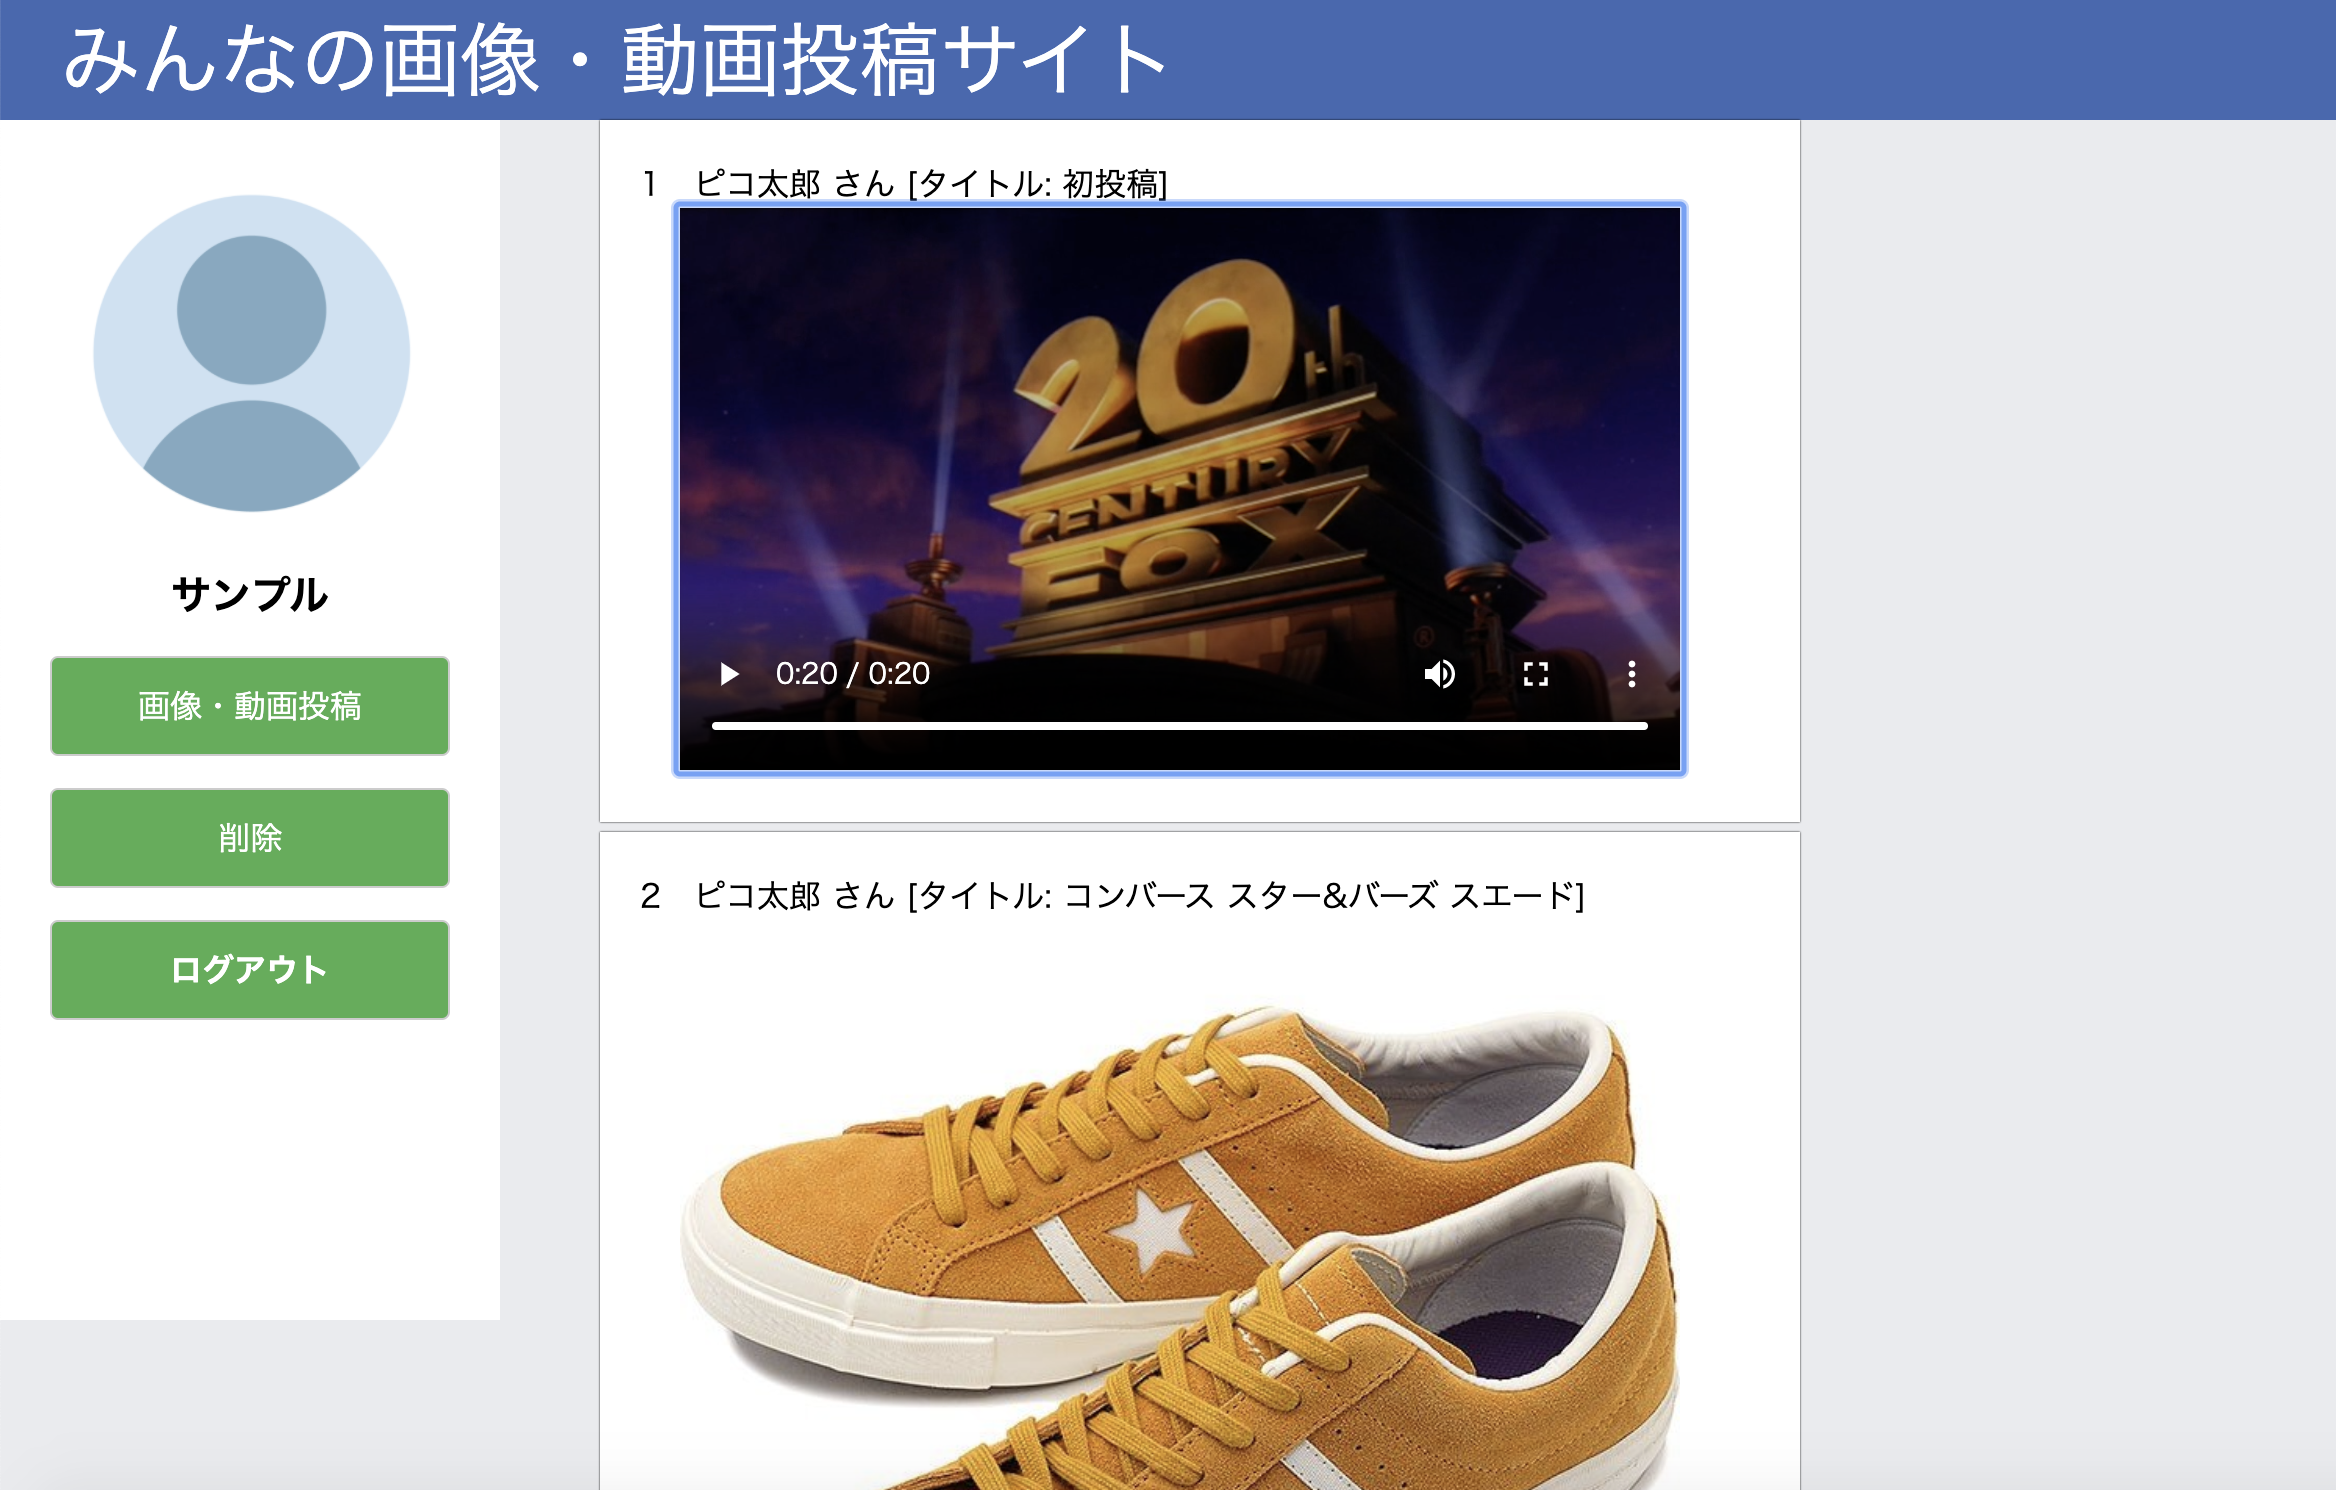 みんなの画像・動画投稿サイト
サンプル
画像・動画投稿
削除
ログアウト
1 ピコ太郎 さん [タイトル: 初投稿]
20th
CENTURY
FOX
®
0:20 / 0:20
2 ピコ太郎 さん [タイトル: コンバース スター&バーズ スエード]